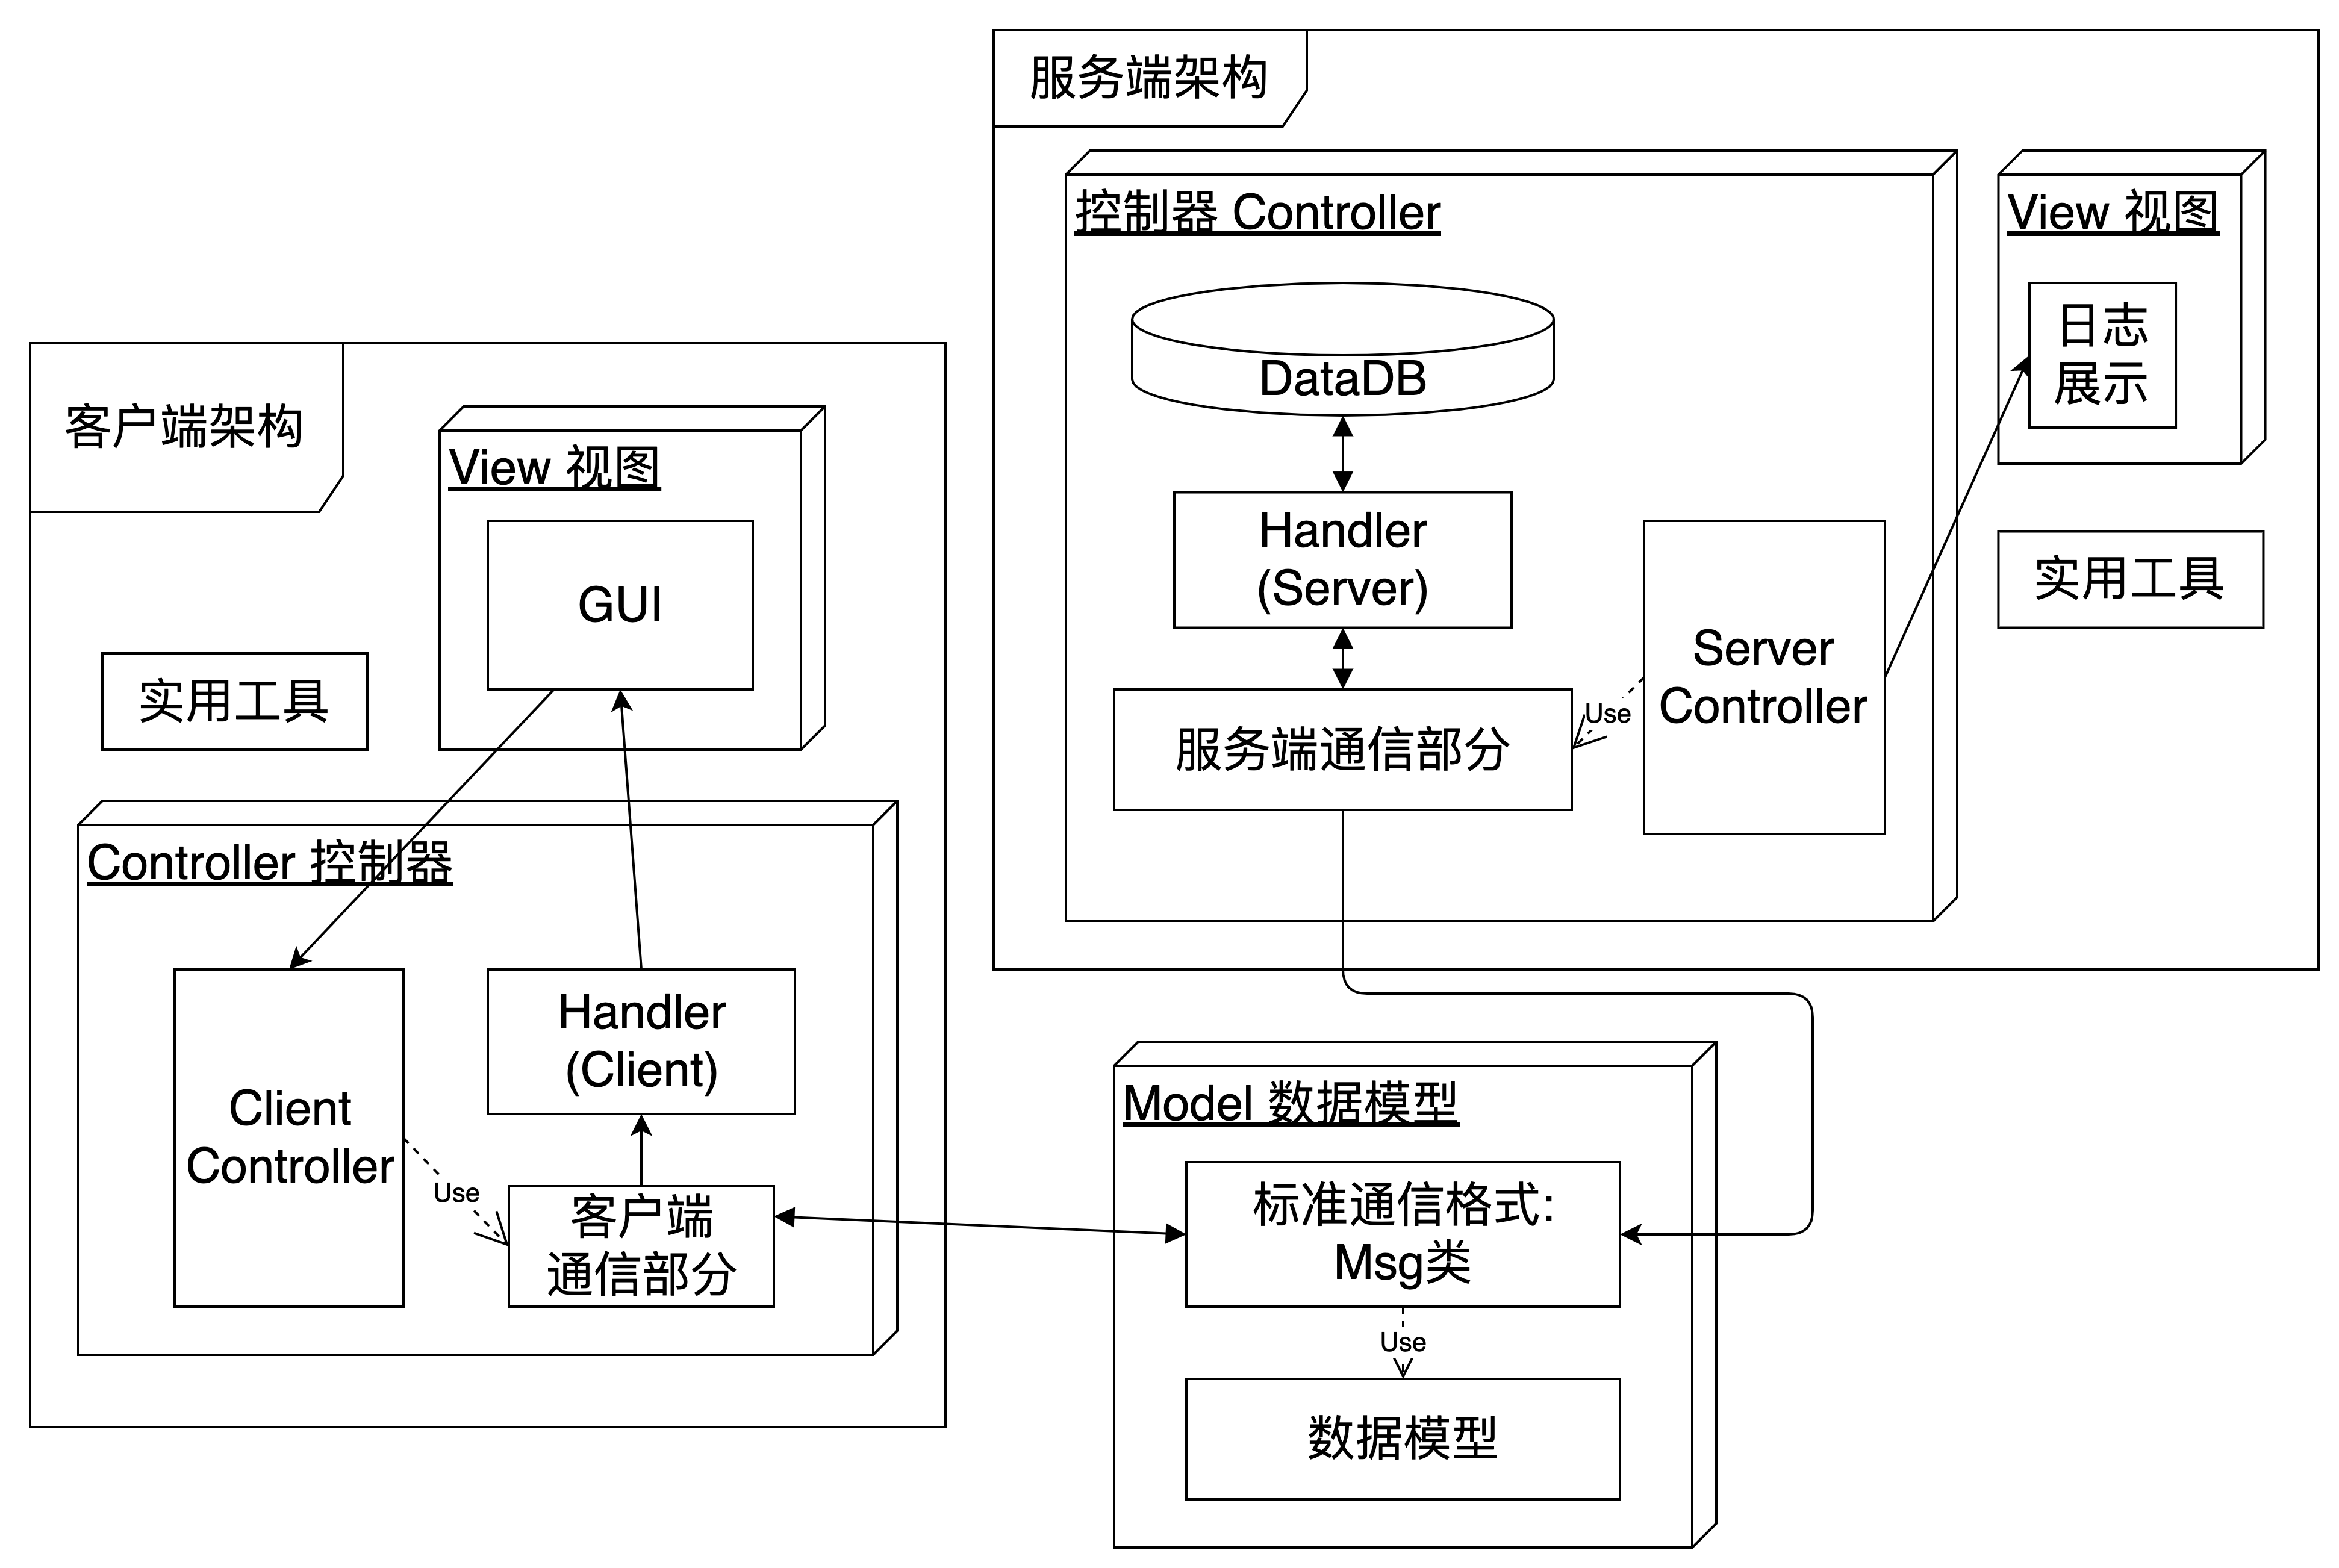 服务端架构
控制器 Controller
DataDB
Handler
(Server)
服务端通信部分
Use
Server
Controller
View 视图
日志
展示
实用工具
客户端架构
View 视图
GUI
实用工具
Controller 控制器
Client
Controller
Use
Handler
(Client)
客户端
通信部分
Model 数据模型
标准通信格式:
Msg类
Use
数据模型